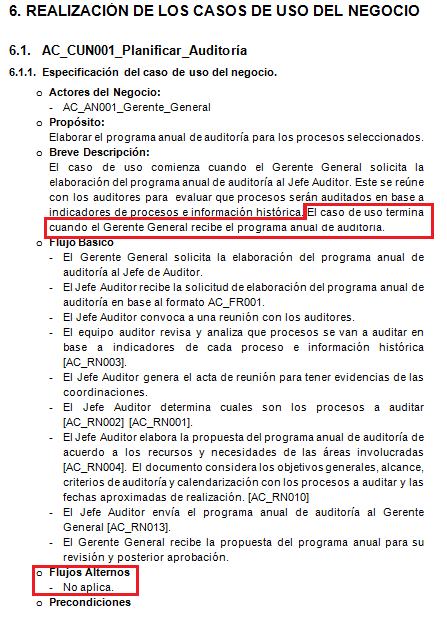 6. REALIZACIÓN DE LOS CASOS DE USO DEL NEGOCIO
6.1. AC_CUN001_Planificar_Auditoría
6.1.1. Especificación del caso de uso del negocio.
o Actores del Negocio:
- AC_AN001_Gerente_General
o Propósito:
Elaborar el programa anual de auditoría para los procesos seleccionados.
o Breve Descripción:
El caso de uso comienza cuando el Gerente General solicita la
elaboración del programa anual de auditoría al Jefe Auditor. Este se reúne
con los auditores para evaluar que procesos serán auditados en base a
indicadores de procesos e información histórica. El caso de uso termina
cuando el Gerente General recibe el programa anual de auditoría.
o Flujo Básico
- El Gerente General solicita la elaboración del programa anual de
auditoría al Jefe de Auditor.
- El Jefe Auditor recibe la solicitud de elaboración del programa anual de
auditoría en base al formato AC_FR001.
- El Jefe Auditor convoca a una reunión con los auditores.
- El equipo auditor revisa y analiza que procesos se van a auditar en
base a indicadores de cada proceso e información histórica
[AC_RN003].
- El Jefe Auditor genera el acta de reunión para tener evidencias de las
coordinaciones.
- El Jefe Auditor determina cuales son los procesos a auditar
[AC_RN002] [AC_RN001].
- El Jefe Auditor elabora la propuesta del programa anual de auditoría de
acuerdo a los recursos y necesidades de las áreas involucradas
[AC_RN004]. El documento considera los objetivos generales, alcance,
criterios de auditoría y calendarización con los procesos a auditar y las
fechas aproximadas de realización. [AC_RN010]
- El Jefe Auditor envía el programa anual de auditoría al Gerente
General [AC_RN013].
- El Gerente General recibe la propuesta del programa anual para su
revisión y posterior aprobación.
o Flujos Alternos
- No aplica.
o Precondiciones